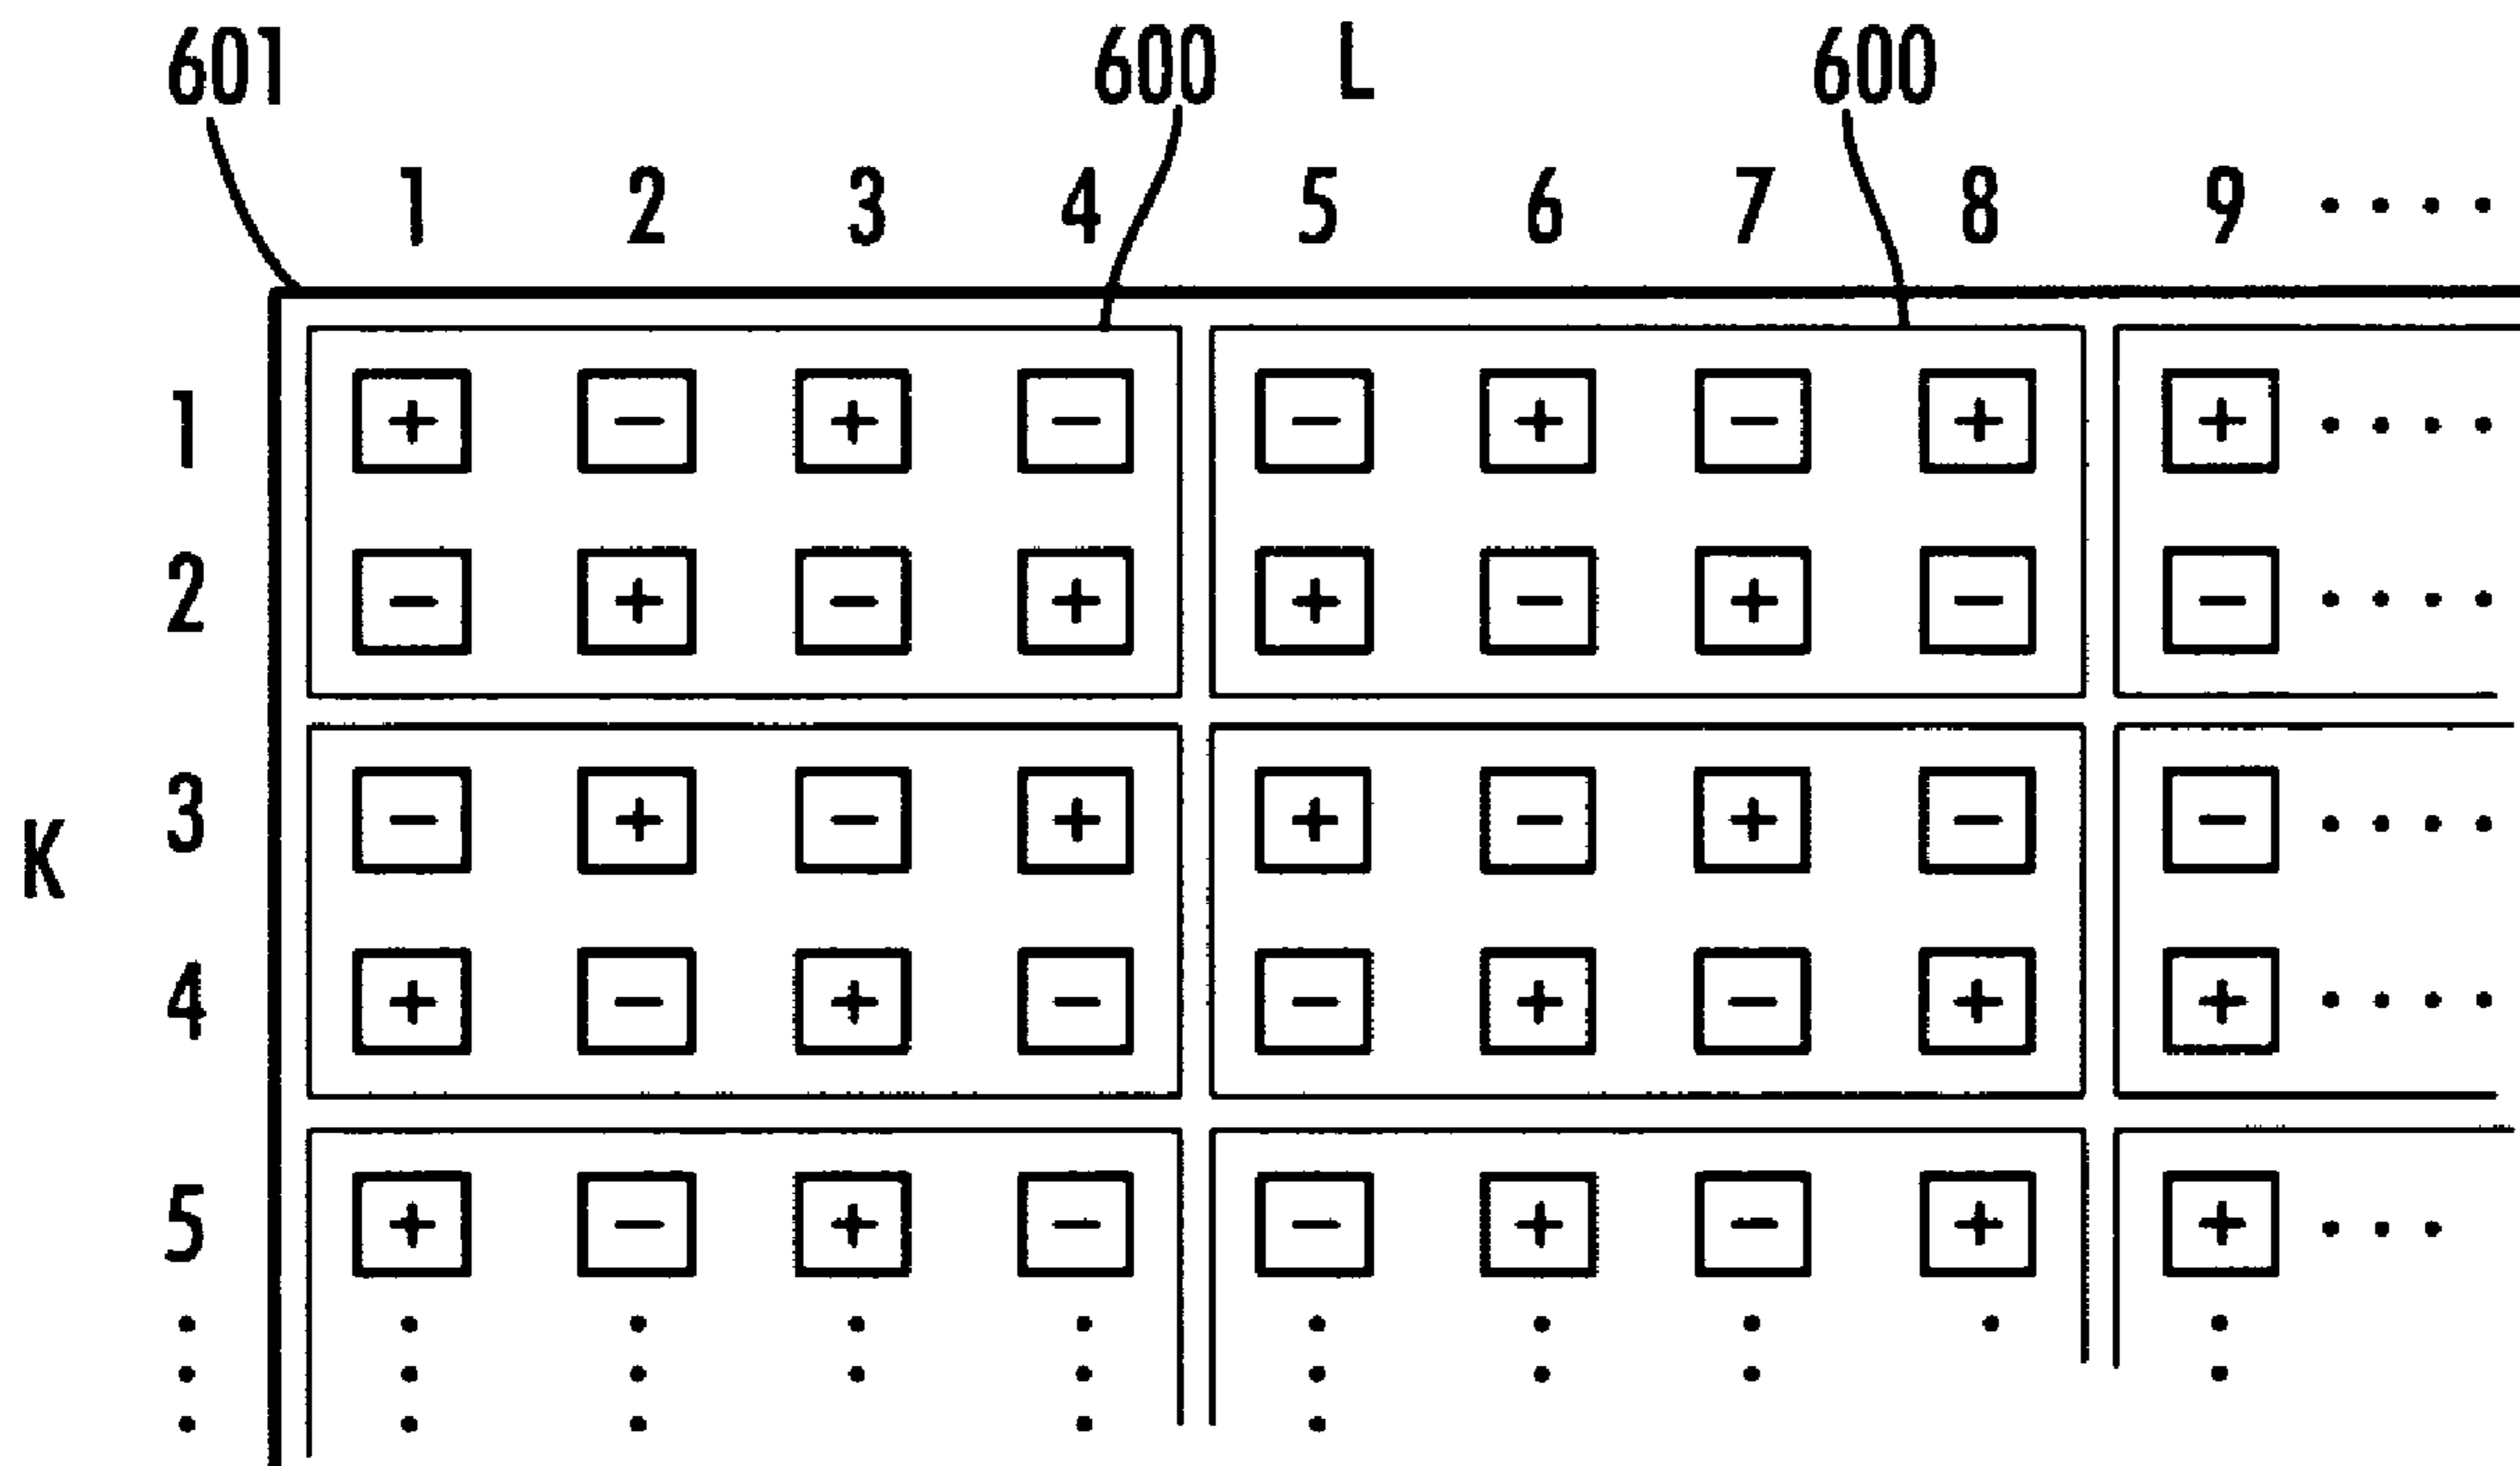 601 600 L 600
1 2 3 4 5 6 7 8 9 ....
1 + − + − − + − + + ....
2 − + − + + − + − − ....
K
3 − + − + + − + − − ....
4 + − + − − + − + + ....
5 + − + − − + − + + ...